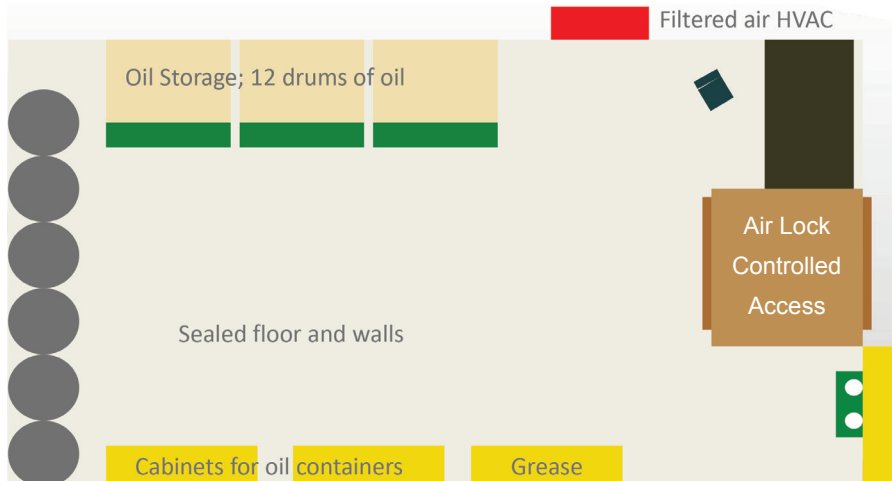 Filtered air HVAC
Oil Storage; 12 drums of oil
Air Lock
Controlled
Access
Sealed floor and walls
Cabinets for oil containers
Grease